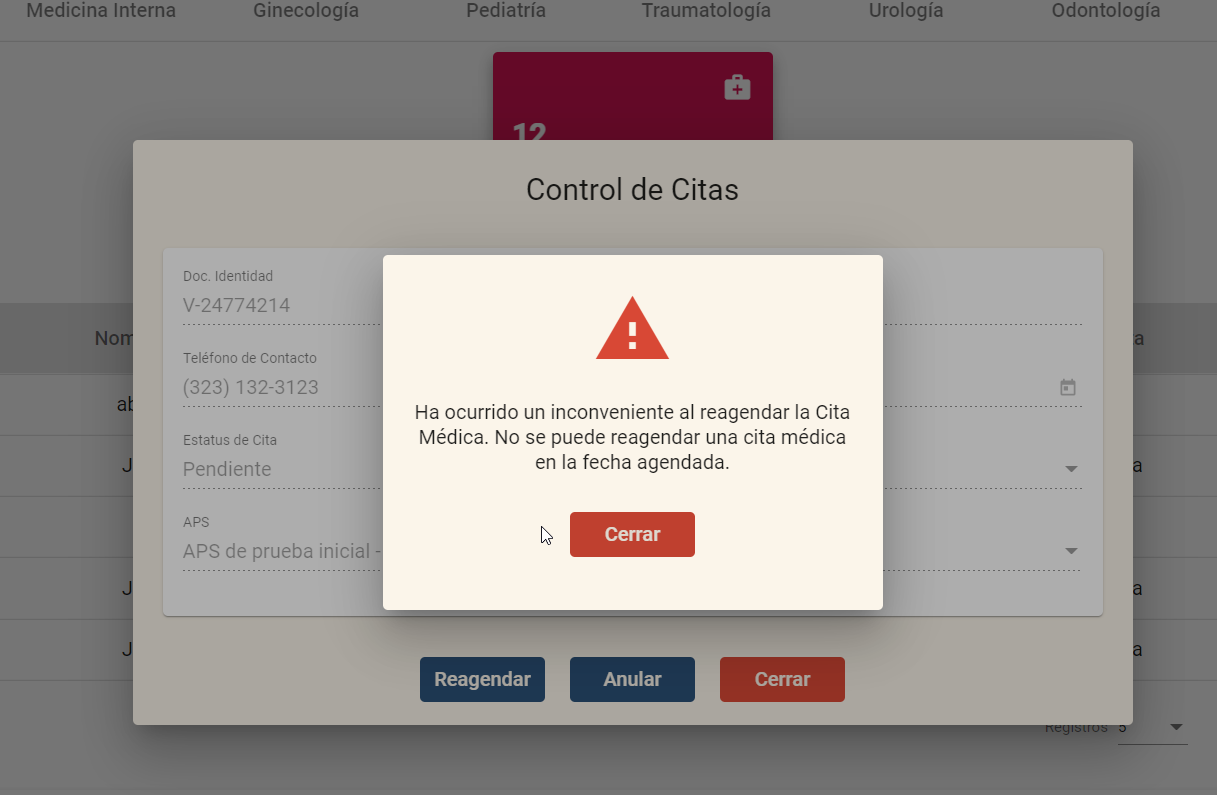 Medicina Interna
Ginecología
Pediatría
Traumatología
Urología
Odontología
12
Control de Citas
Doc. Identidad
V-24774214
Teléfono de Contacto
(323) 132-3123
Estatus de Cita
Pendiente
APS
APS de prueba inicial -
Ha ocurrido un inconveniente al reagendar la Cita
Médica. No se puede reagendar una cita médica
en la fecha agendada.
Cerrar
Reagendar
Anular
Cerrar
Nom
a
ab
J
a
J
a
J
a
Registros
5